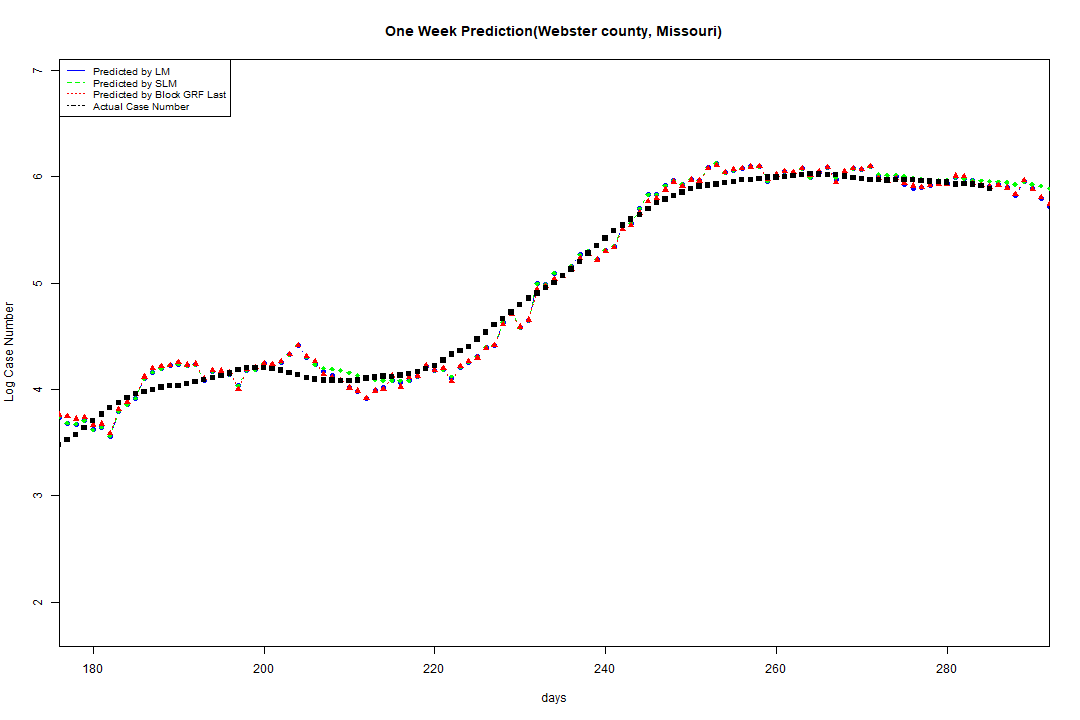 One Week Prediction(Webster county, Missouri)
Predicted by LM
Predicted by SLM
Predicted by Block GRF Last
Actual Case Number
7
6
5
4
3
2
Log Case Number
180 200 220 240 260 280
days